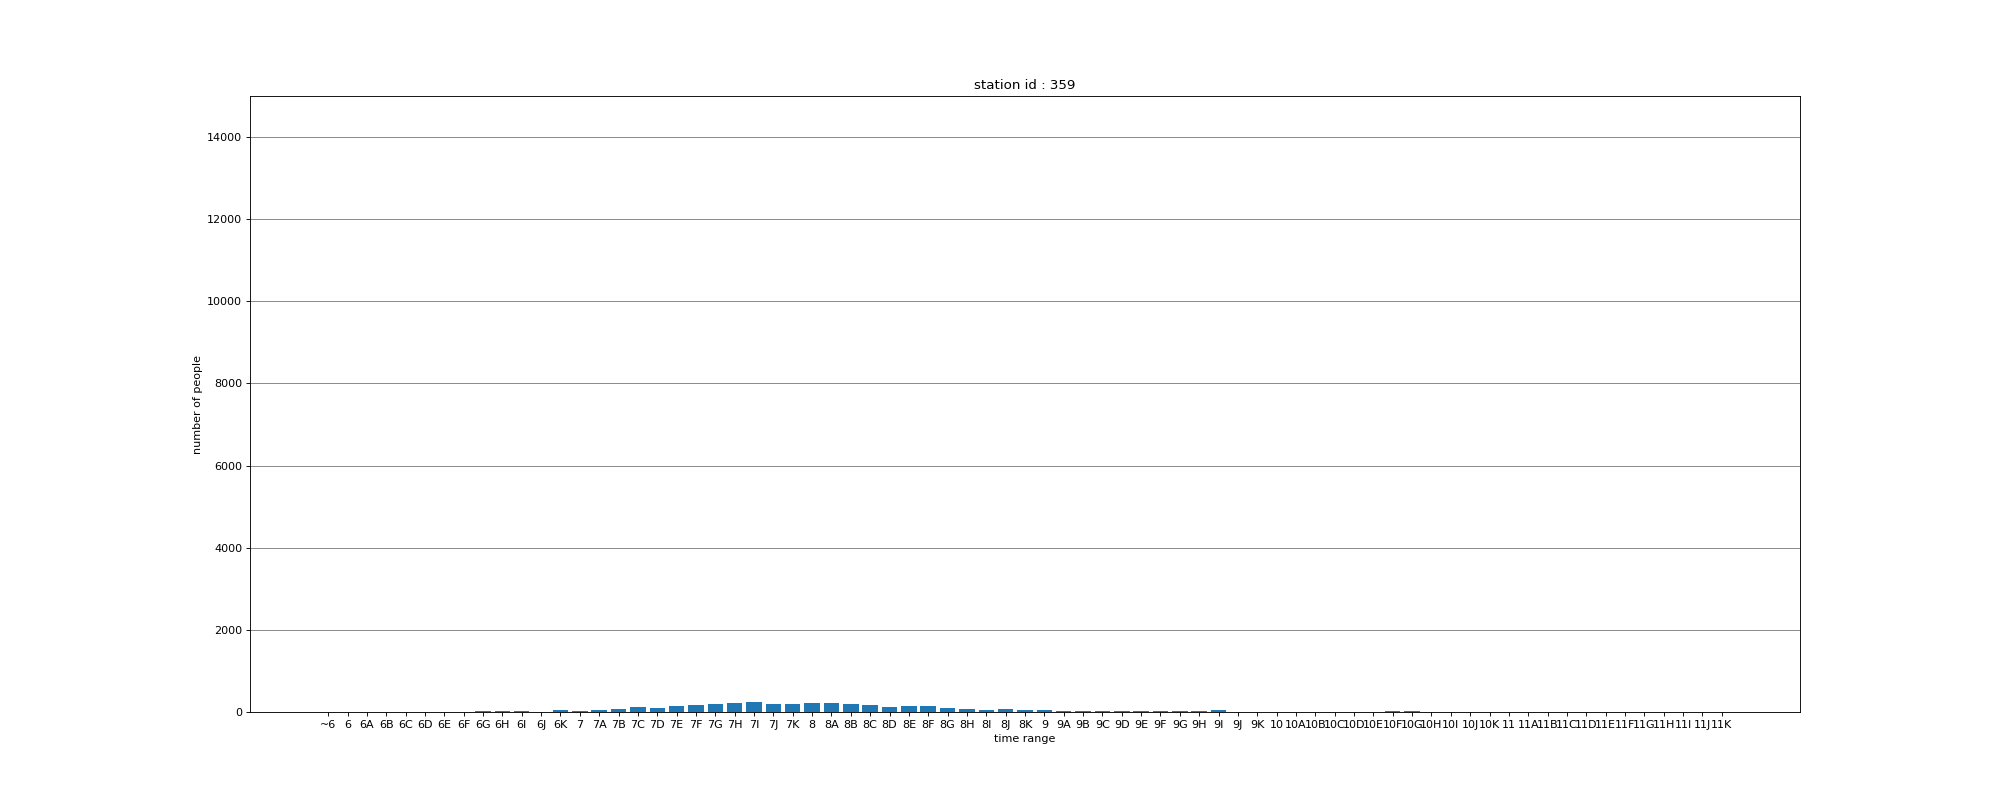 station id : 359
14000
12000
10000
8000
6000
4000
2000
0
number of people
~6 6 6A 6B 6C 6D 6E 6F 6G 6H 6I 6J 6K 7 7A 7B 7C 7D 7E 7F 7G 7H 7I 7J 7K 8 8A 8B 8C 8D 8E 8F 8G 8H 8I 8J 8K 9 9A 9B 9C 9D 9E 9F 9G 9H 9I 9J 9K 10 10A 10B 10C 10D 10E 10F 10G 10H 10I 10J 10K 11 11A 11B 11C 11D 11E 11F 11G 11H 11I 11J 11K
time range